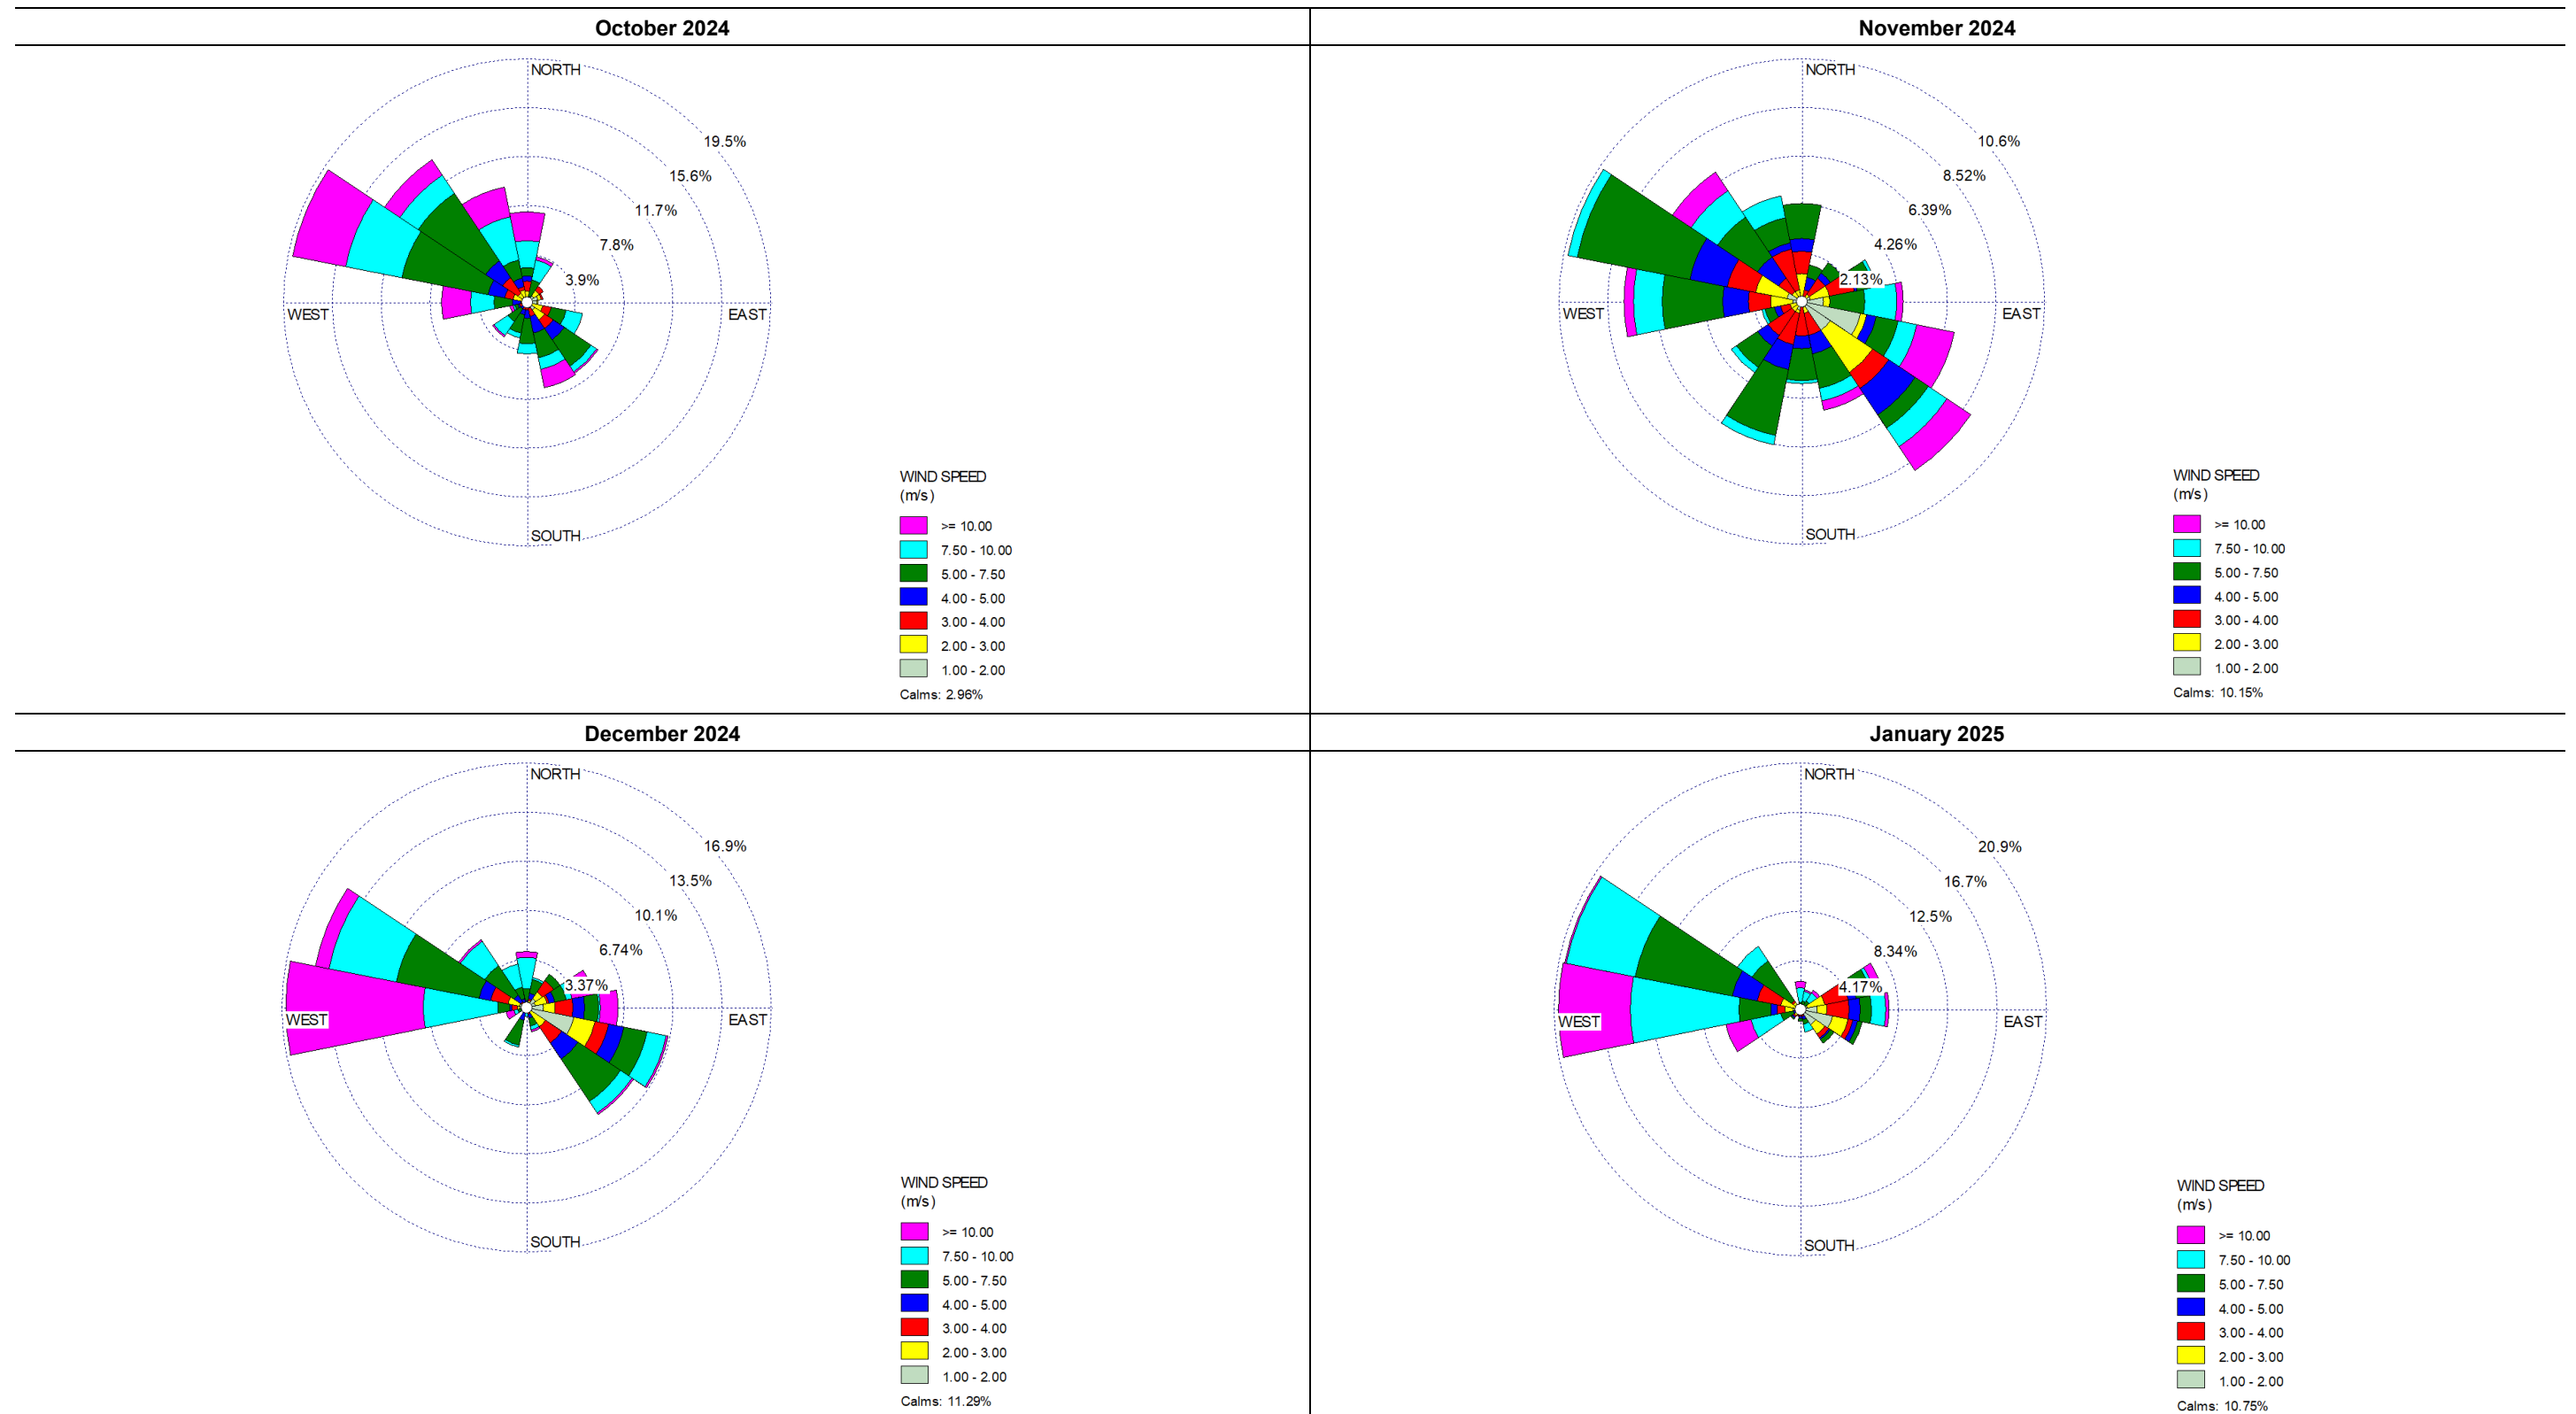 October 2024
November 2024
NORTH
19.5%
15.6%
11.7%
7.8%
3.9%
WEST
EAST
SOUTH
WIND SPEED
(m/s)
>= 10.00
7.50 - 10.00
5.00 - 7.50
4.00 - 5.00
3.00 - 4.00
2.00 - 3.00
1.00 - 2.00
Calms: 2.96%
NORTH
10.6%
8.52%
6.39%
4.26%
2.13%
WEST
EAST
SOUTH
WIND SPEED
(m/s)
>= 10.00
7.50 - 10.00
5.00 - 7.50
4.00 - 5.00
3.00 - 4.00
2.00 - 3.00
1.00 - 2.00
Calms: 10.15%
December 2024
January 2025
NORTH
16.9%
13.5%
10.1%
6.74%
3.37%
WEST
EAST
SOUTH
WIND SPEED
(m/s)
>= 10.00
7.50 - 10.00
5.00 - 7.50
4.00 - 5.00
3.00 - 4.00
2.00 - 3.00
1.00 - 2.00
Calms: 11.29%
NORTH
20.9%
16.7%
12.5%
8.34%
4.17%
WEST
EAST
SOUTH
WIND SPEED
(m/s)
>= 10.00
7.50 - 10.00
5.00 - 7.50
4.00 - 5.00
3.00 - 4.00
2.00 - 3.00
1.00 - 2.00
Calms: 10.75%